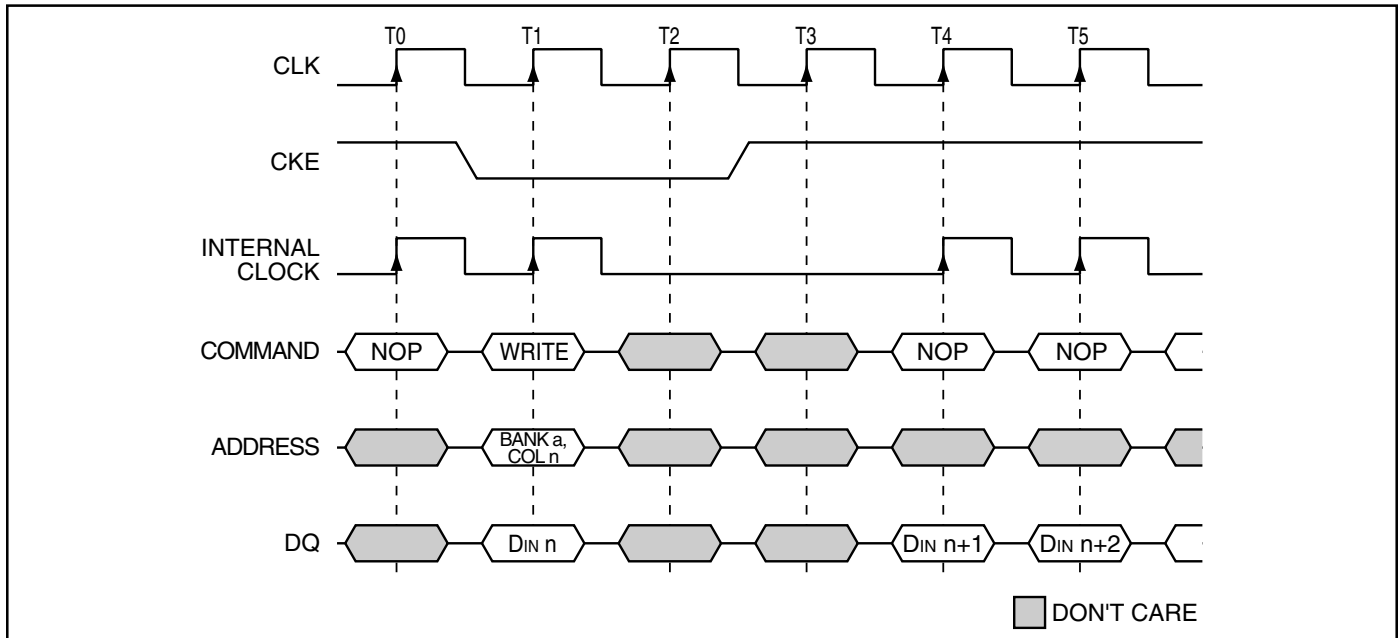 T0 T1 T2 T3 T4 T5
CLK
CKE
INTERNAL
CLOCK
COMMAND NOP WRITE NOP NOP
ADDRESS BANK a,
COL n
DQ DIN n DIN n+1 DIN n+2
DON'T CARE